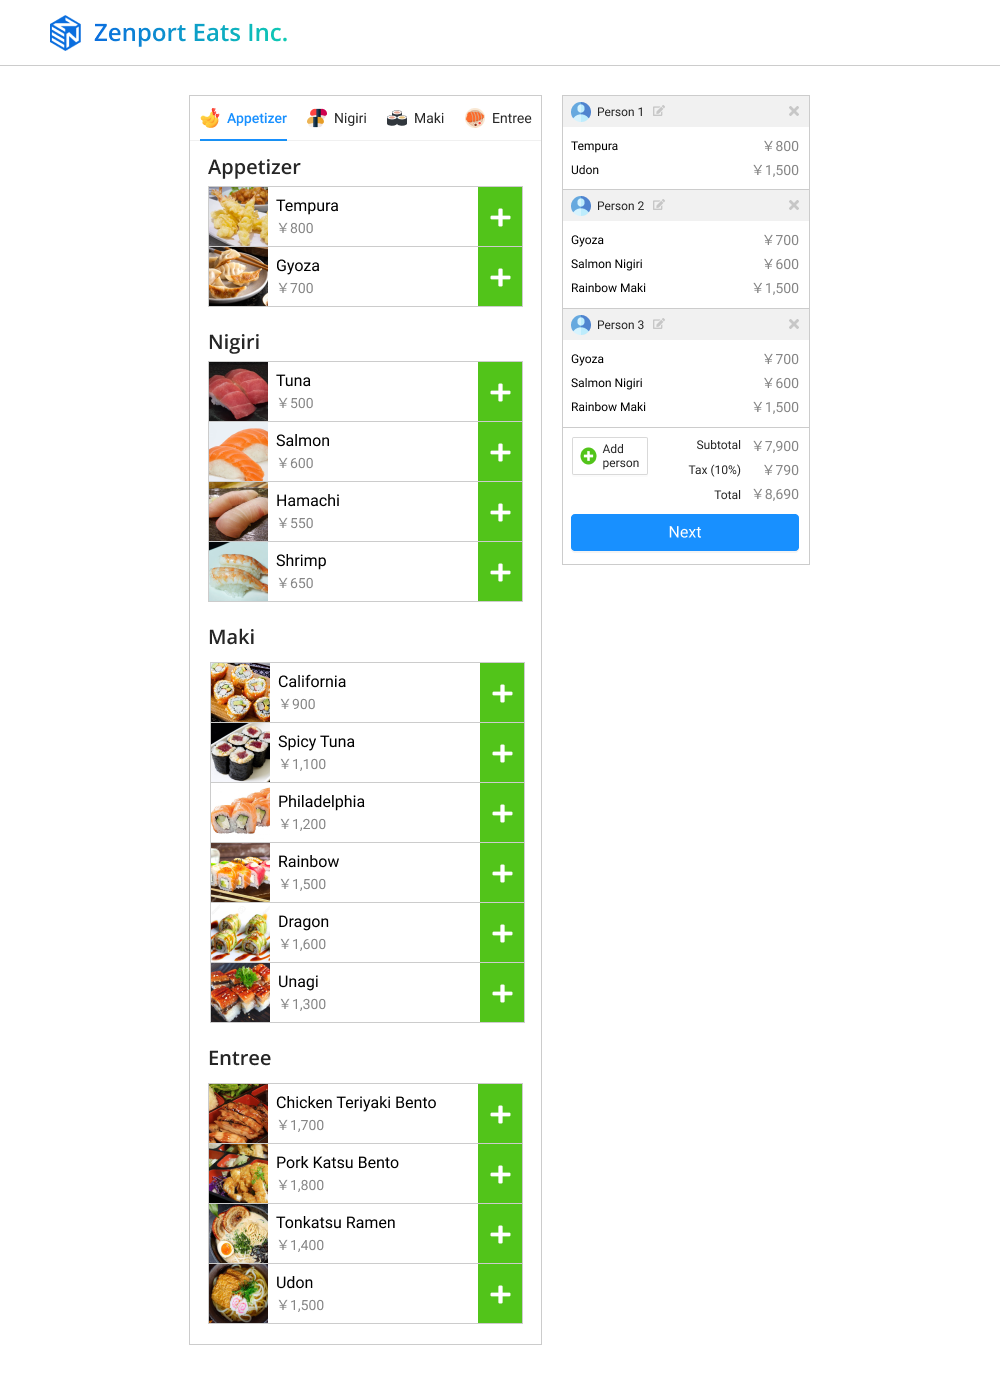 Zenport Eats Inc.
Appetizer
Nigiri
Maki
Entree
Appetizer
Tempura
¥800
Gyoza
¥700
Nigiri
Tuna
¥500
Salmon
¥600
Hamachi
¥550
Shrimp
¥650
Maki
California
¥900
Spicy Tuna
¥1,100
Philadelphia
¥1,200
Rainbow
¥1,500
Dragon
¥1,600
Unagi
¥1,300
Entree
Chicken Teriyaki Bento
¥1,700
Pork Katsu Bento
¥1,800
Tonkatsu Ramen
¥1,400
Udon
¥1,500
Person 1
Tempura ¥800
Udon ¥1,500
Person 2
Gyoza ¥700
Salmon Nigiri ¥600
Rainbow Maki ¥1,500
Person 3
Gyoza ¥700
Salmon Nigiri ¥600
Rainbow Maki ¥1,500
Add
person
Subtotal ¥7,900
Tax (10%) ¥790
Total ¥8,690
Next